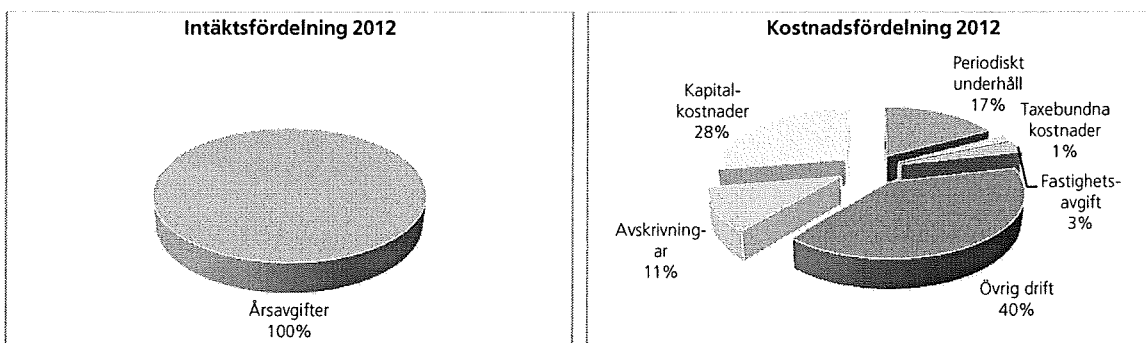 Intäktsfördelning 2012
Årsavgifter
100%
Kostnadsfördelning 2012
Periodiskt
underhåll
17%
Taxebundna
kostnader
1%
Fastighets-
avgift
3%
Övrig drift
40%
Avskrivning-
ar
11%
Kapital-
kostnader
28%